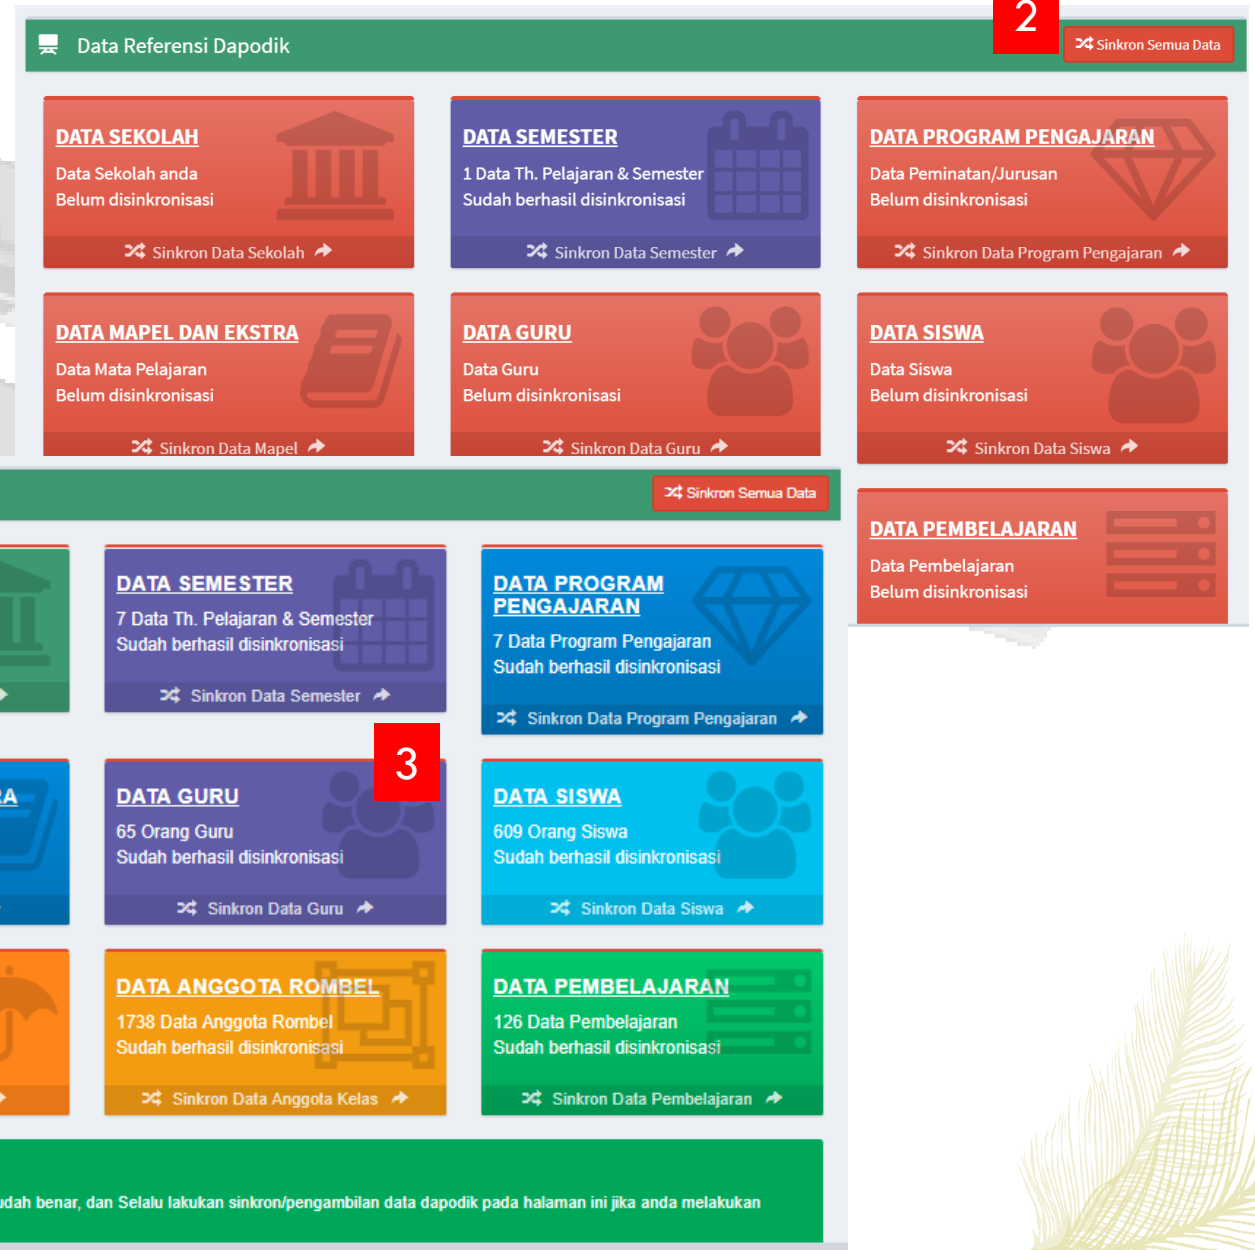 2
Data Referensi Dapodik
Sinkron Semua Data
DATA SEKOLAH
Data Sekolah anda
Belum disinkronisasi
Sinkron Data Sekolah
DATA SEMESTER
1 Data Th. Pelajaran & Semester
Sudah berhasil disinkronisasi
Sinkron Data Semester
DATA PROGRAM PENGAJARAN
Data Peminatan/Jurusan
Belum disinkronisasi
Sinkron Data Program Pengajaran
DATA MAPEL DAN EKSTRA
Data Mata Pelajaran
Belum disinkronisasi
Sinkron Data Mapel
DATA GURU
Data Guru
Belum disinkronisasi
Sinkron Data Guru
DATA SISWA
Data Siswa
Belum disinkronisasi
Sinkron Data Siswa
DATA PEMBELAJARAN
Data Pembelajaran
Belum disinkronisasi
Sinkron Semua Data
DATA SEMESTER
7 Data Th. Pelajaran & Semester
Sudah berhasil disinkronisasi
Sinkron Data Semester
DATA PROGRAM
PENGAJARAN
7 Data Program Pengajaran
Sudah berhasil disinkronisasi
Sinkron Data Program Pengajaran
3
RA
DATA GURU
65 Orang Guru
Sudah berhasil disinkronisasi
Sinkron Data Guru
DATA SISWA
609 Orang Siswa
Sudah berhasil disinkronisasi
Sinkron Data Siswa
DATA ANGGOTA ROMBEL
1738 Data Anggota Rombel
Sudah berhasil disinkronisasi
Sinkron Data Anggota Kelas
DATA PEMBELAJARAN
126 Data Pembelajaran
Sudah berhasil disinkronisasi
Sinkron Data Pembelajaran
udah benar, dan Selalu lakukan sinkron/pengambilan data dapodik pada halaman ini jika anda melakukan